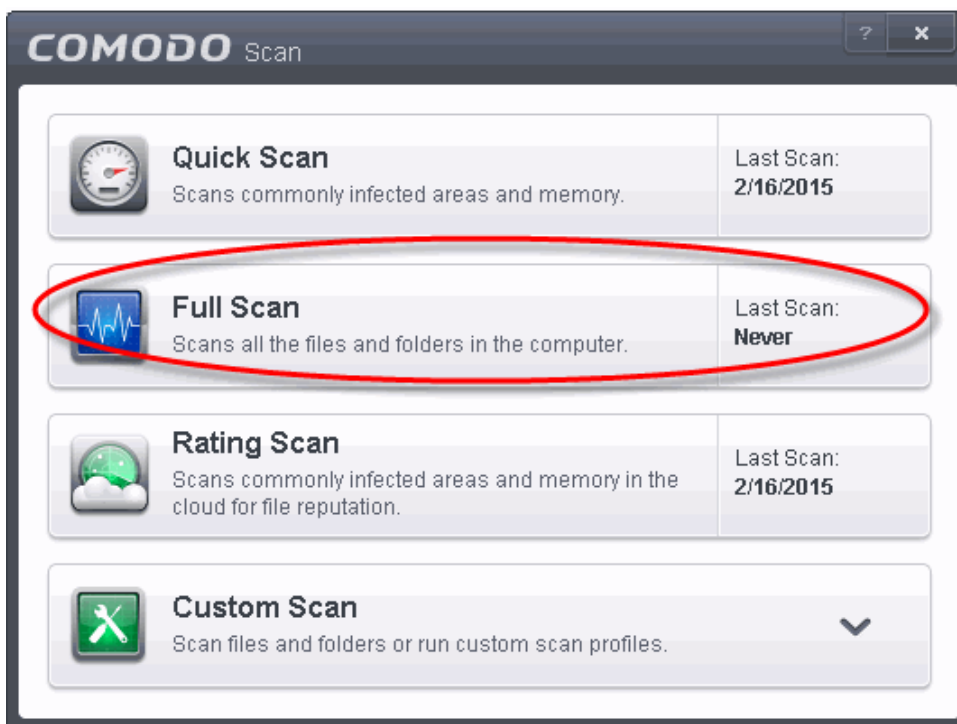 COMODO Scan
?
x
Quick Scan
Scans commonly infected areas and memory.
Last Scan:
2/16/2015
Full Scan
Scans all the files and folders in the computer.
Last Scan:
Never
Rating Scan
Scans commonly infected areas and memory in the
cloud for file reputation.
Last Scan:
2/16/2015
Custom Scan
Scan files and folders or run custom scan profiles.